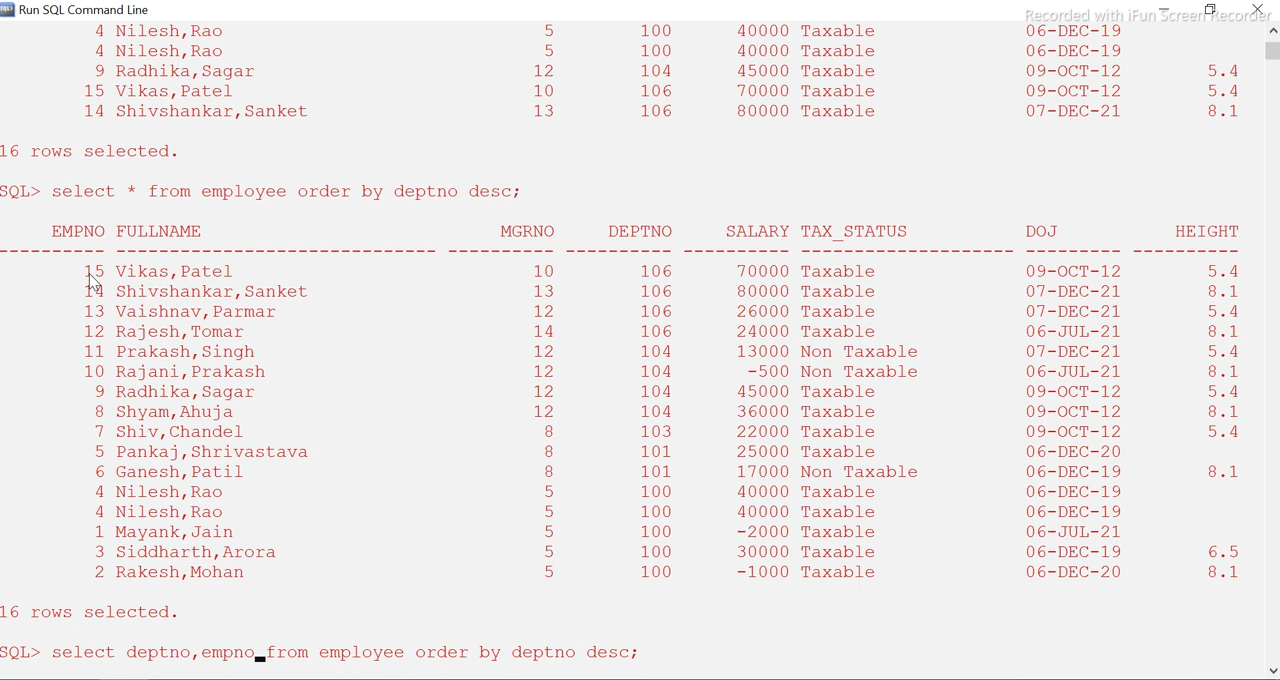 Run SQL Command Line
Recorded with iFun Screen Recorder
4 Nilesh,Rao 5 100 40000 Taxable 06-DEC-19
4 Nilesh,Rao 5 100 40000 Taxable 06-DEC-19
9 Radhika,Sagar 12 104 45000 Taxable 09-OCT-12 5.4
15 Vikas,Patel 10 106 70000 Taxable 09-OCT-12 5.4
14 Shivshankar,Sanket 13 106 80000 Taxable 07-DEC-21 8.1
16 rows selected.
SQL> select * from employee order by deptno desc;
EMPNO FULLNAME MGRNO DEPTNO SALARY TAX_STATUS DOJ HEIGHT
---------- ------------------------------ ---------- ---------- ---------- -------------------- --------- ----------
15 Vikas,Patel 10 106 70000 Taxable 09-OCT-12 5.4
14 Shivshankar,Sanket 13 106 80000 Taxable 07-DEC-21 8.1
13 Vaishnav,Parmar 12 106 26000 Taxable 07-DEC-21 5.4
12 Rajesh,Tomar 14 106 24000 Taxable 06-JUL-21 8.1
11 Prakash,Singh 12 104 13000 Non Taxable 07-DEC-21 5.4
10 Rajani,Prakash 12 104 -500 Non Taxable 06-JUL-21 8.1
9 Radhika,Sagar 12 104 45000 Taxable 09-OCT-12 5.4
8 Shyam,Ahuja 12 104 36000 Taxable 09-OCT-12 8.1
7 Shiv,Chandel 8 103 22000 Taxable 09-OCT-12 5.4
5 Pankaj,Shrivastava 8 101 25000 Taxable 06-DEC-20
6 Ganesh,Patil 8 101 17000 Non Taxable 06-DEC-19 8.1
4 Nilesh,Rao 5 100 40000 Taxable 06-DEC-19
4 Nilesh,Rao 5 100 40000 Taxable 06-DEC-19
1 Mayank,Jain 5 100 -2000 Taxable 06-JUL-21
3 Siddharth,Arora 5 100 30000 Taxable 06-DEC-19 6.5
2 Rakesh,Mohan 5 100 -1000 Taxable 06-DEC-20 8.1
16 rows selected.
SQL> select deptno,empno from employee order by deptno desc;